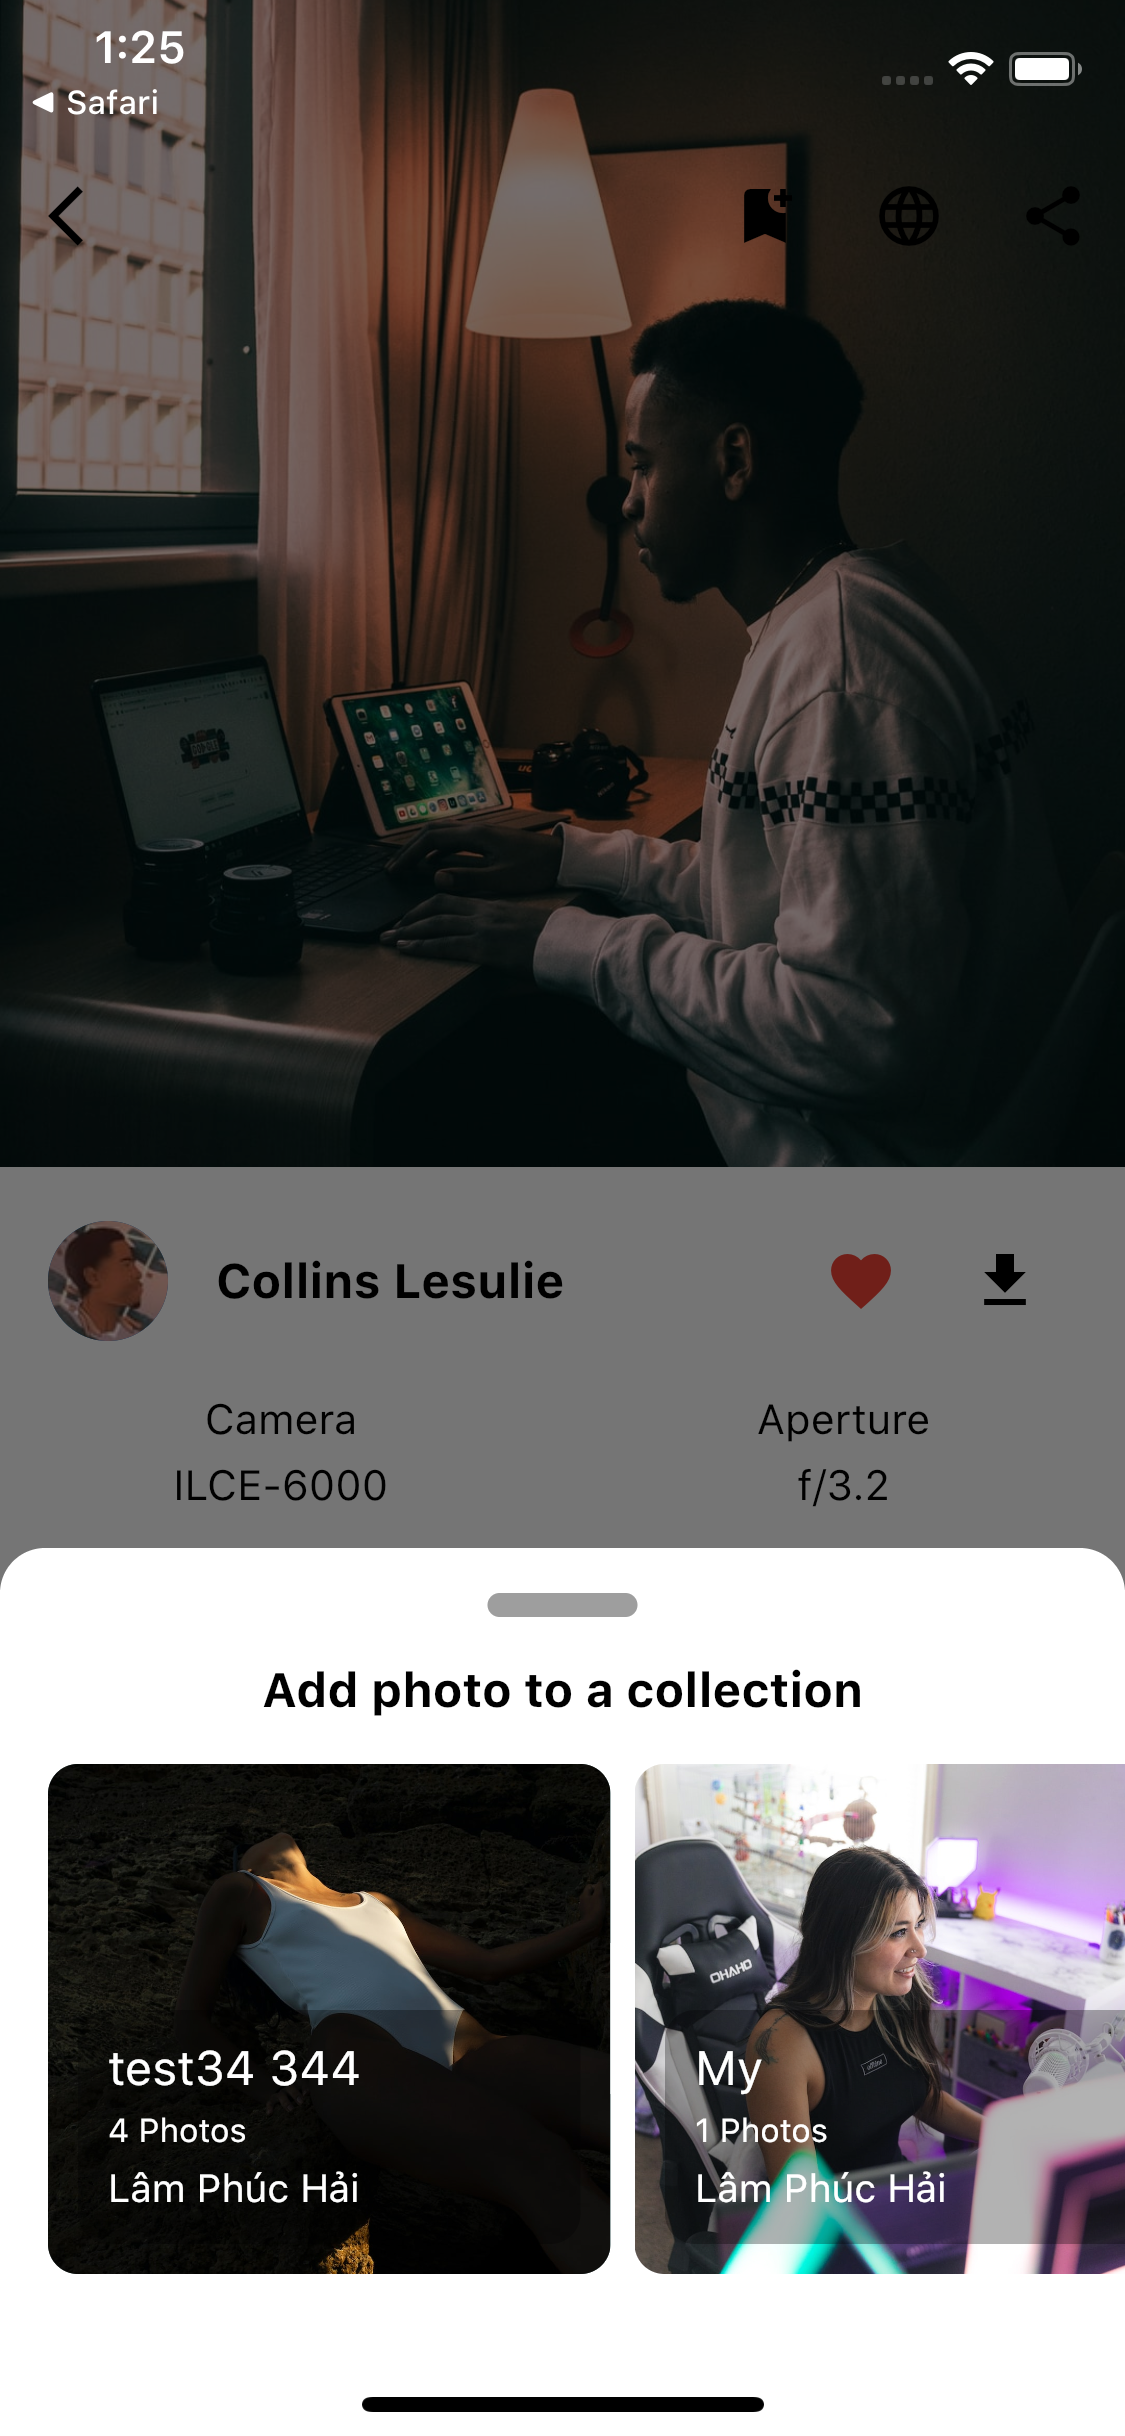 1:25
Safari
Collins Lesulie
Camera
Aperture
ILCE-6000
f/3.2
Add photo to a collection
OHAHO
test34 344
4 Photos
Lâm Phúc Hải
My
1 Photos
Lâm Phúc Hải